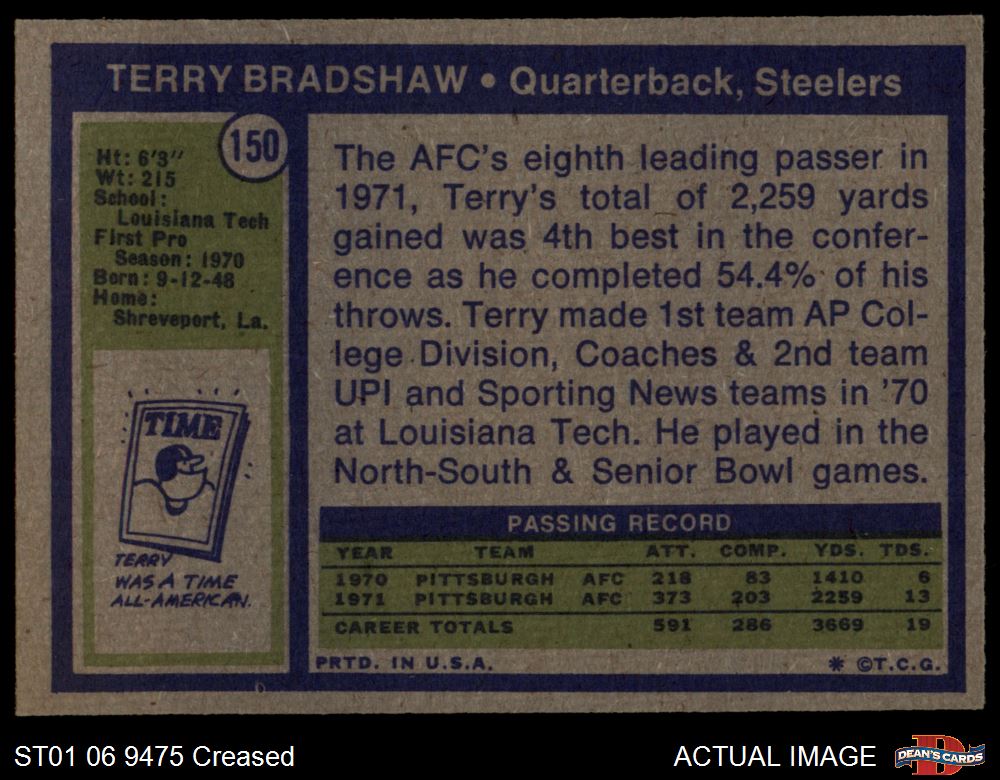 TERRY BRADSHAW • Quarterback, Steelers
150
Ht: 6'3"
Wt: 215
School:
Louisiana Tech
First Pro
Season: 1970
Born: 9-12-48
Home:
Shreveport, La.
TIME
TERRY
WAS A TIME
ALL-AMERICAN.
The AFC's eighth leading passer in
1971, Terry's total of 2,259 yards
gained was 4th best in the confer-
ence as he completed 54.4% of his
throws. Terry made 1st team AP Col-
lege Division, Coaches & 2nd team
UPI and Sporting News teams in '70
at Louisiana Tech. He played in the
North-South & Senior Bowl games.
PASSING RECORD
YEAR TEAM ATT. COMP. YDS. TDS.
1970 PITTSBURGH AFC 218 83 1410 6
1971 PITTSBURGH AFC 373 203 2259 13
CAREER TOTALS 591 286 3669 19
PRTD. IN U.S.A. * ©T.C.G.
ST01 06 9475 Creased ACTUAL IMAGE
D
DEAN'S CARDS